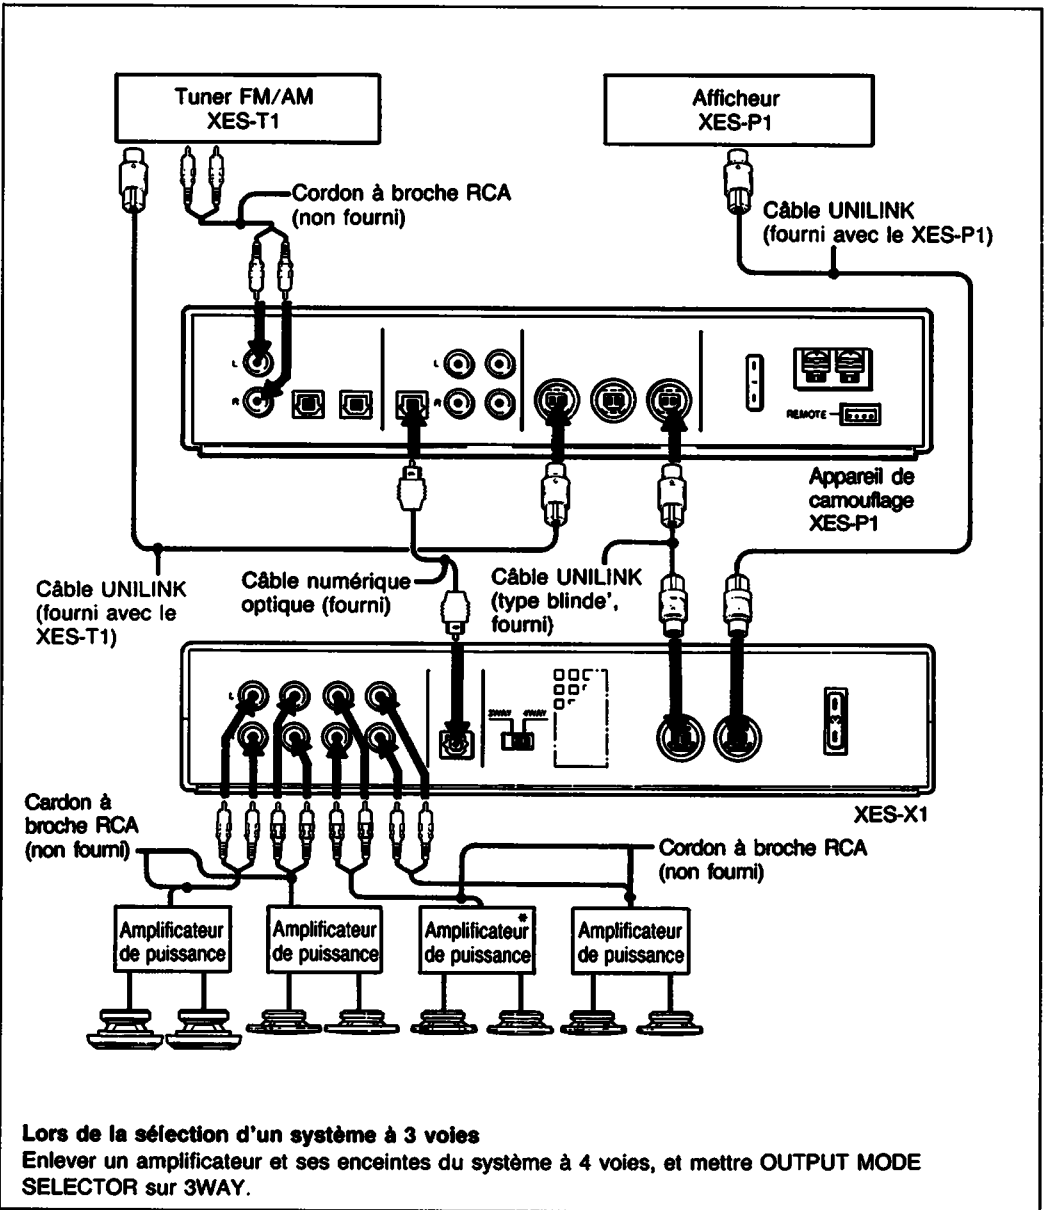 Tuner FM/AM
XES-T1
Afficheur
XES-P1
Cordon à broche RCA
(non fourni)
Câble UNILINK
(fourni avec le XES-P1)
L
R
L
R
REMOTE
Appareil de
camouflage
XES-P1
Câble UNILINK
(fourni avec le
XES-T1)
Câble numérique
optique (fourni)
Câble UNILINK
(type blinde',
fourni)
L
3WAY
4WAY
XES-X1
Cardon à
broche RCA
(non fourni)
Cordon à broche RCA
(non fourni)
Amplificateur
de puissance
Amplificateur
de puissance
Amplificateur*
de puissance
Amplificateur
de puissance
Lors de la sélection d'un système à 3 voies
Enlever un amplificateur et ses enceintes du système à 4 voies, et mettre OUTPUT MODE
SELECTOR sur 3WAY.